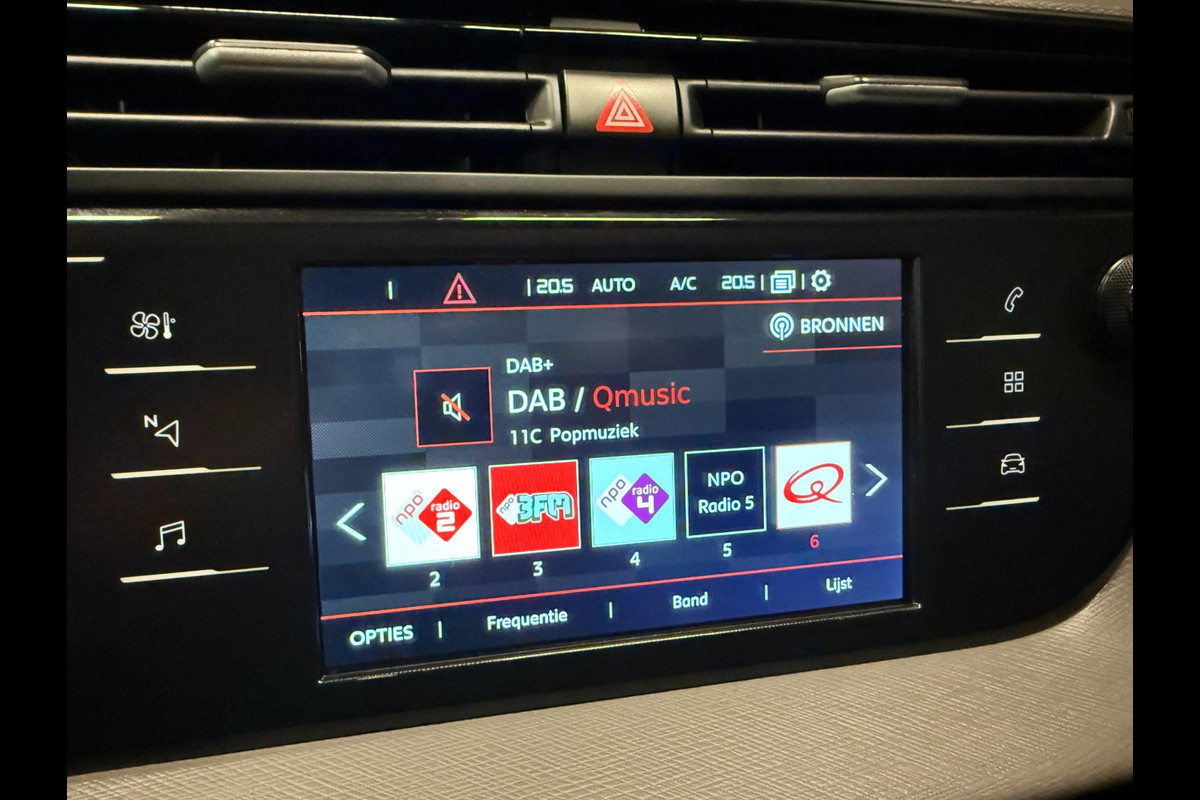 20.5 AUTO A/C 20.5
BRONNEN
DAB+
DAB / Qmusic
11C Popmuziek
N
npo radio 2
npo 3FM
npo radio 4
NPO Radio 5
Q
2 3 4 5 6
OPTIES | Frequentie | Band | Lijst